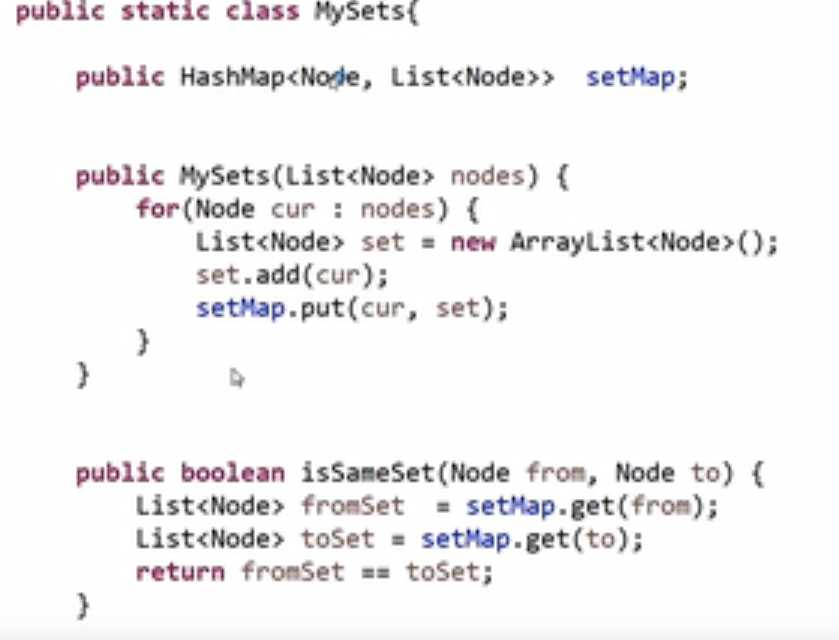 public static class MySets{
public HashMap<Node, List<Node>> setMap;
public MySets(List<Node> nodes) {
for(Node cur : nodes) {
List<Node> set = new ArrayList<Node>();
set.add(cur);
setMap.put(cur, set);
}
}
public boolean isSameSet(Node from, Node to) {
List<Node> fromSet = setMap.get(from);
List<Node> toSet = setMap.get(to);
return fromSet == toSet;
}